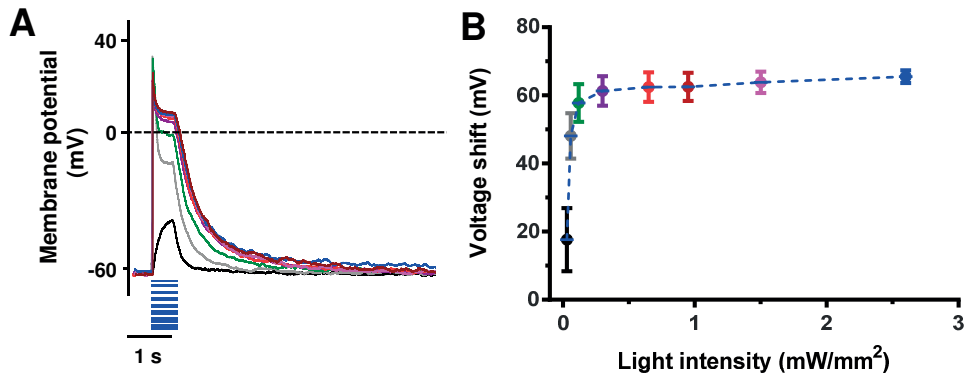 A
40
0
-60
Membrane potential
(mV)
1 s
B
80
60
40
20
0
Voltage shift (mV)
0
1
2
3
Light intensity (mW/mm²)